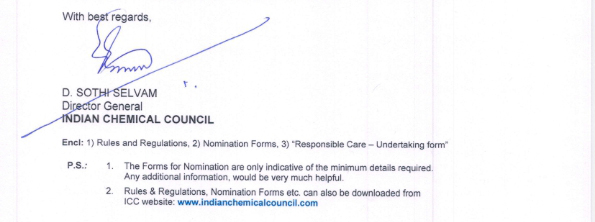 With best regards,
D. SOTHI SELVAM
Director General
INDIAN CHEMICAL COUNCIL
Encl: 1) Rules and Regulations, 2) Nomination Forms, 3) "Responsible Care – Undertaking form"
P.S.: 1. The Forms for Nomination are only indicative of the minimum details required.
Any additional information, would be very much helpful.
2. Rules & Regulations, Nomination Forms etc. can also be downloaded from
ICC website: www.indianchemicalcouncil.com